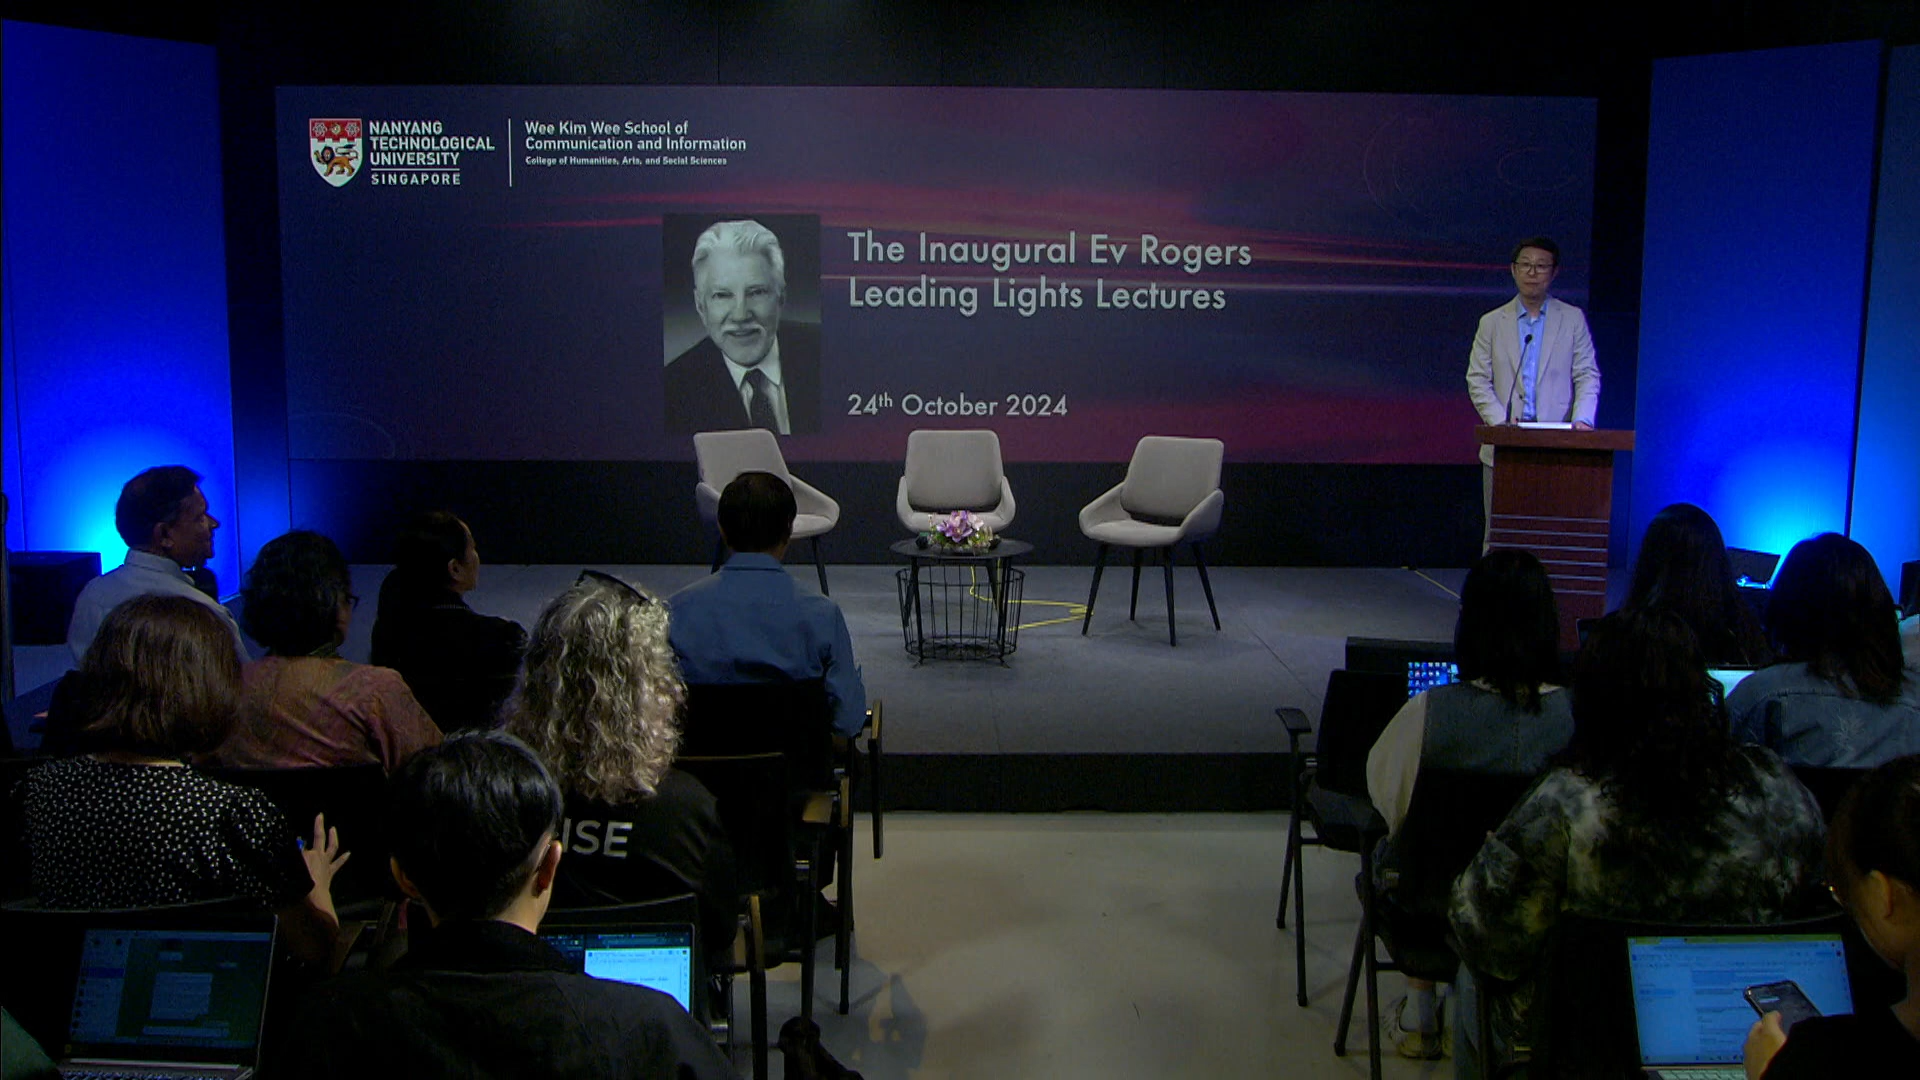 NANYANG
TECHNOLOGICAL
UNIVERSITY
SINGAPORE
Wee Kim Wee School of
Communication and Information
College of Humanities, Arts, and Social Sciences
The Inaugural Ev Rogers
Leading Lights Lectures
24th October 2024
ISE